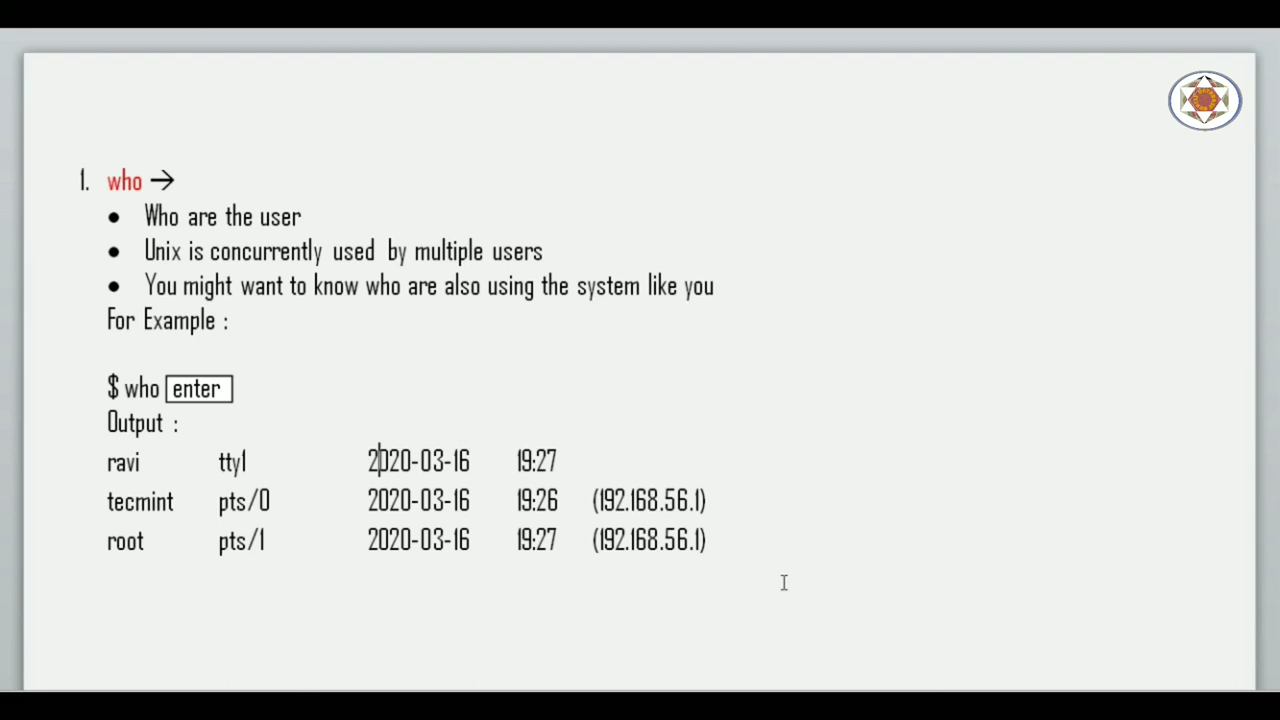 1. who →
● Who are the user
● Unix is concurrently used by multiple users
● You might want to know who are also using the system like you
For Example :
$ who enter
Output :
ravi tty1 2020-03-16 19:27
tecmint pts/0 2020-03-16 19:26 (192.168.56.1)
root pts/1 2020-03-16 19:27 (192.168.56.1)